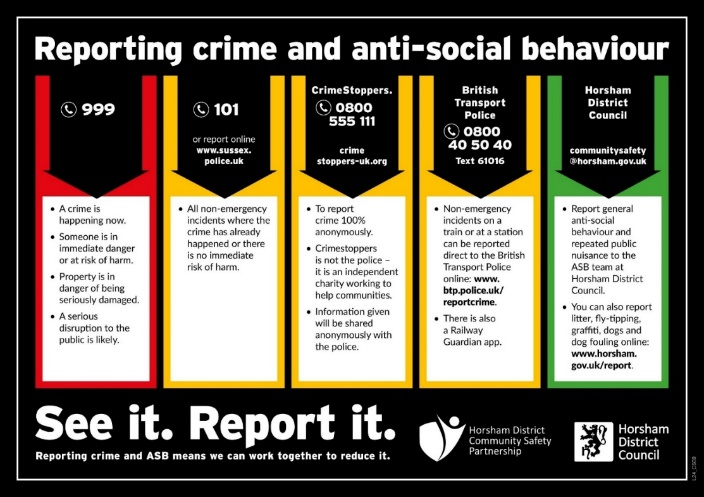 Reporting crime and anti-social behaviour
999
• A crime is
happening now.
• Someone is in
immediate danger
or at risk of harm.
• Property is in
danger of being
seriously damaged.
• A serious
disruption to the
public is likely.
101
or report online
www.sussex.
police.uk
• All non-emergency
incidents where the
crime has already
happened or there
is no immediate
risk of harm.
CrimeStoppers.
0800
555 111
crime
stoppers-uk.org
• To report
crime 100%
anonymously.
• Crimestoppers
is not the police –
it is an independent
charity working to
help communities.
• Information given
will be shared
anonymously with
the police.
British
Transport
Police
0800
40 50 40
Text 61016
• Non-emergency
incidents on a
train or at a station
can be reported
direct to the British
Transport Police
online: www.
btp.police.uk/
reportcrime.
• There is also
a Railway
Guardian app.
Horsham
District
Council
communitysafety
@horsham.gov.uk
• Report general
anti-social
behaviour and
repeated public
nuisance to the
ASB team at
Horsham District
Council.
• You can also report
litter, fly-tipping,
graffiti, dogs and
dog fouling online:
www.horsham.
gov.uk/report.
See it. Report it.
Reporting crime and ASB means we can work together to reduce it.
Horsham District
Community Safety
Partnership
Horsham
District
Council